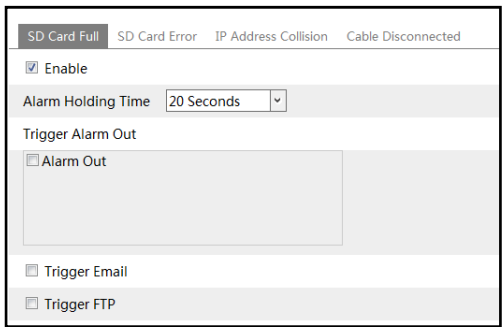 SD Card Full SD Card Error IP Address Collision Cable Disconnected
Enable
Alarm Holding Time 20 Seconds
Trigger Alarm Out
Alarm Out
Trigger Email
Trigger FTP